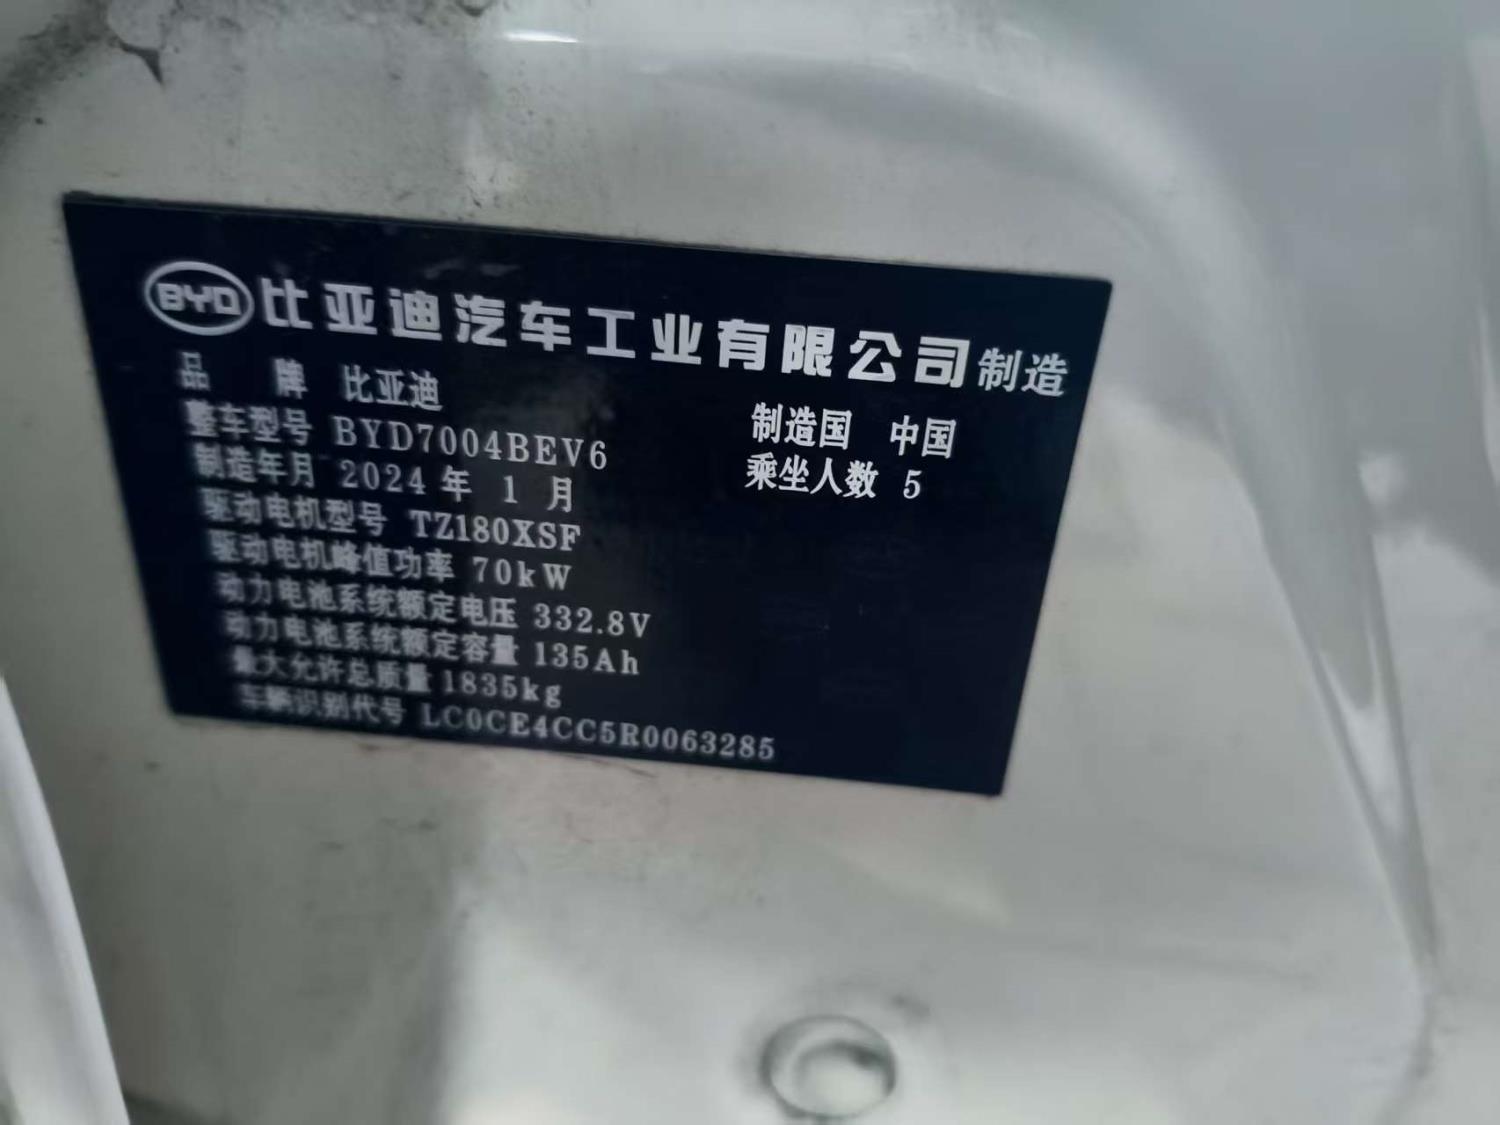 BYD 比亚迪汽车工业有限公司制造
品 牌 比亚迪
制造国 中国
整车型号 BYD7004BEV6
乘坐人数 5
制造年月 2024 年 1 月
驱动电机型号 TZ180XSF
驱动电机峰值功率 70kW
动力电池系统额定电压 332.8V
动力电池系统额定容量 135Ah
最大允许总质量 1835kg
车辆识别代号 LC0CE4CC5R0063285